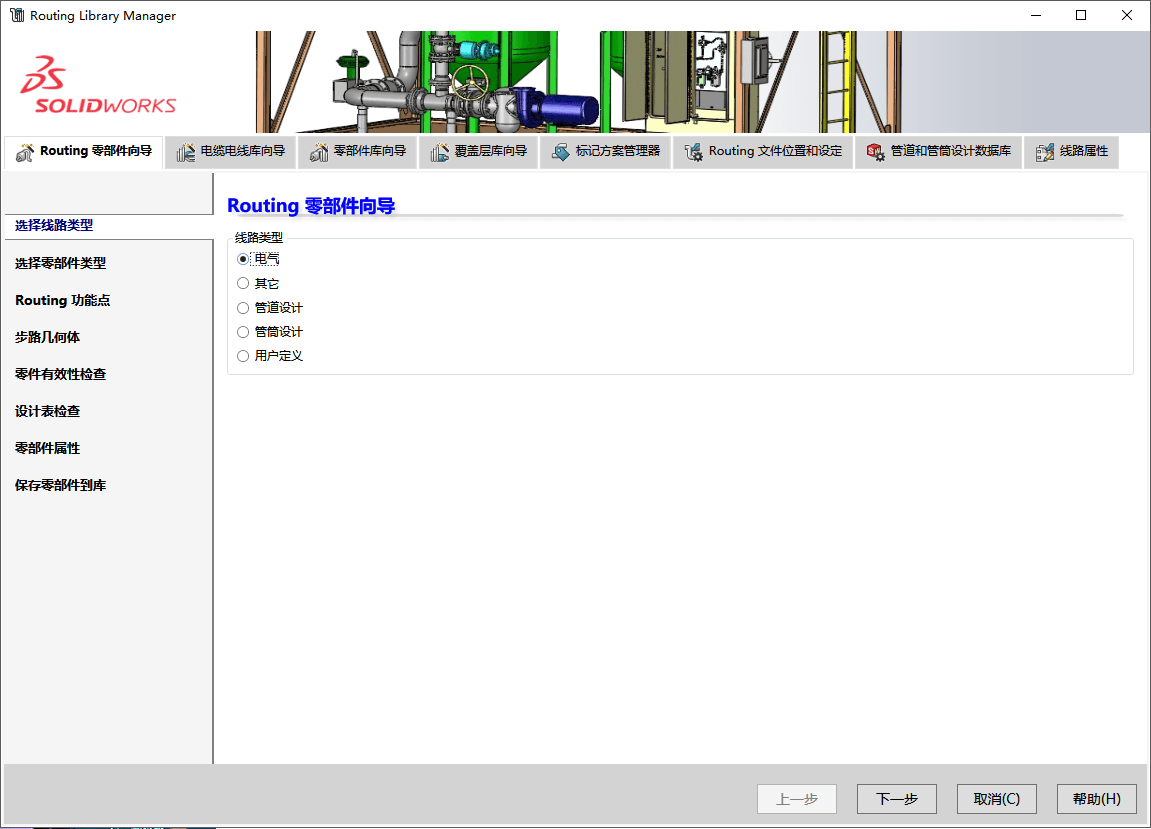 Routing Library Manager
SOLIDWORKS
Routing 零部件向导
电缆电线库向导
零部件库向导
覆盖层库向导
标记方案管理器
Routing 文件位置和设定
管道和管筒设计数据库
线路属性
选择线路类型
选择零部件类型
Routing 功能点
步路几何体
零件有效性检查
设计表检查
零部件属性
保存零部件到库
Routing 零部件向导
线路类型
电气
其它
管道设计
管筒设计
用户定义
上一步
下一步
取消(C)
帮助(H)